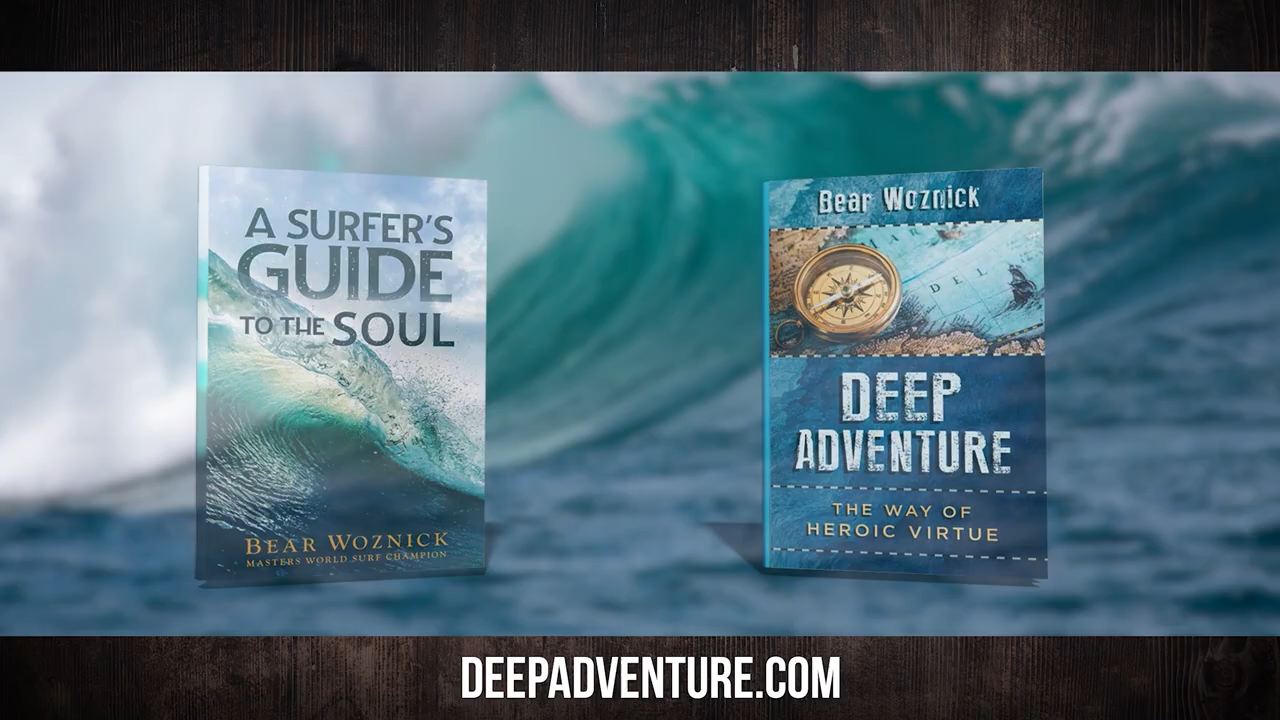 A SURFER'S
GUIDE
TO THE SOUL
BEAR WOZNICK
MASTERS WORLD SURF CHAMPION
Bear Woznick
DEL
DEEP
ADVENTURE
THE WAY OF
HEROIC VIRTUE
DEEPADVENTURE.COM